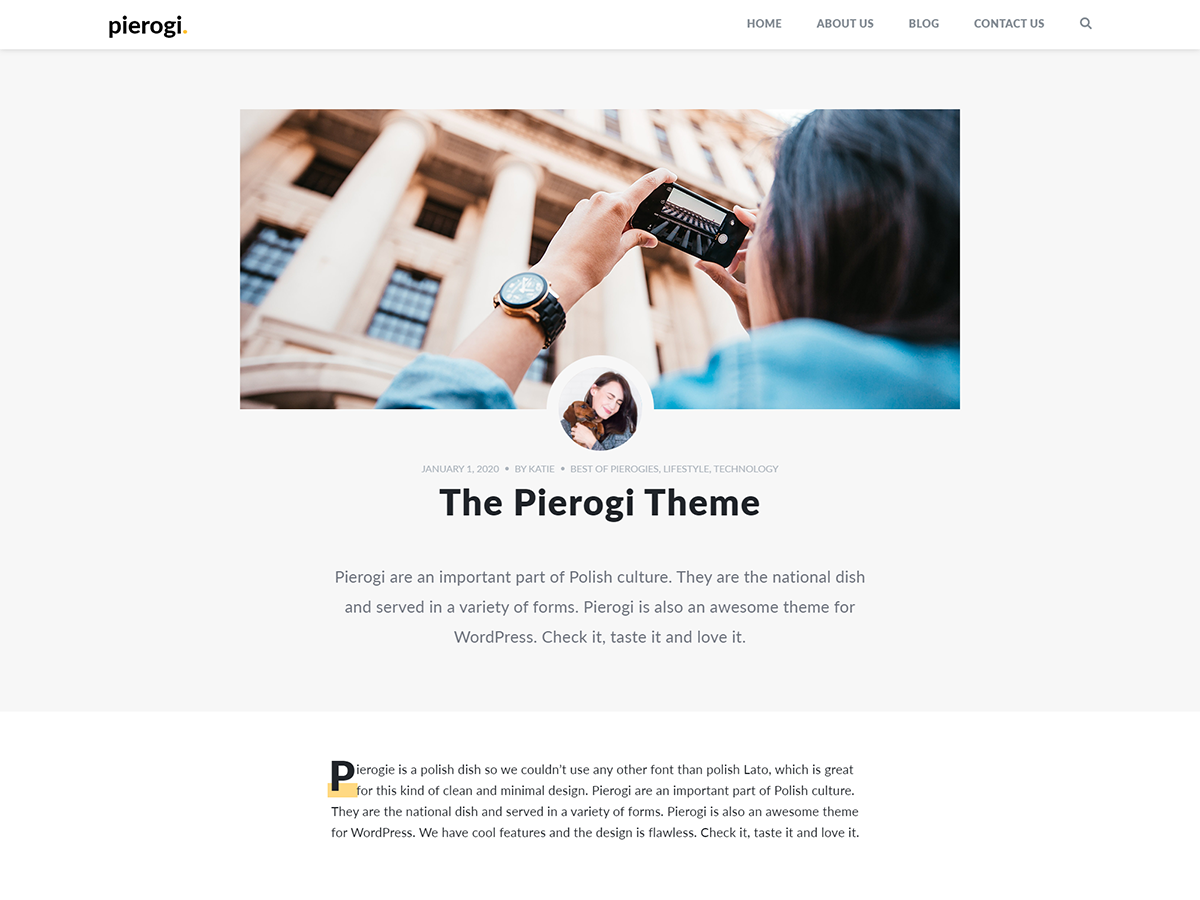 pierogi.
HOME ABOUT US BLOG CONTACT US
JANUARY 1, 2020 • BY KATIE • BEST OF PIEROGIES, LIFESTYLE, TECHNOLOGY
The Pierogi Theme
Pierogi are an important part of Polish culture. They are the national dish
and served in a variety of forms. Pierogi is also an awesome theme for
WordPress. Check it, taste it and love it.
Pierogie is a polish dish so we couldn't use any other font than polish Lato, which is great
for this kind of clean and minimal design. Pierogi are an important part of Polish culture.
They are the national dish and served in a variety of forms. Pierogi is also an awesome theme
for WordPress. We have cool features and the design is flawless. Check it, taste it and love it.